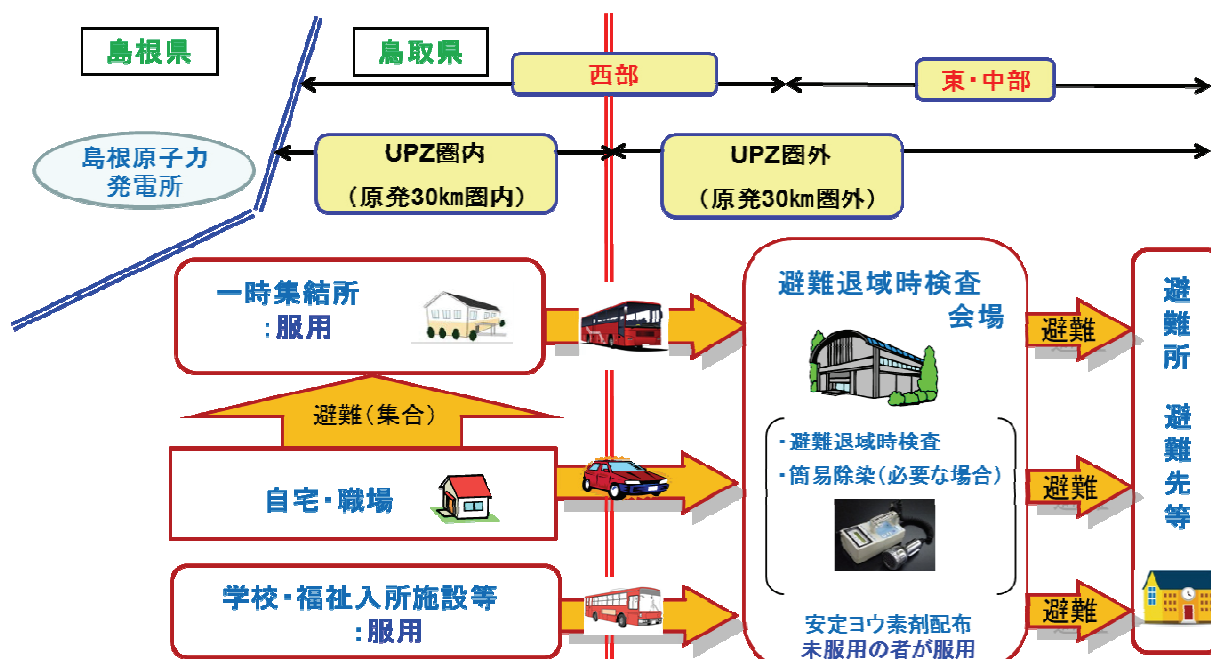 島根県
鳥取県
西部
東・中部
島根原子力
発電所
UPZ圏内
(原発30km圏内)
UPZ圏外
(原発30km圏外)
一時集結所
:服用
避難退域時検査
会場
避難
避難所 避難先等
避難(集合)
・避難退域時検査
・簡易除染(必要な場合)
自宅・職場
避難
学校・福祉入所施設等
:服用
避難
安定ヨウ素剤配布
未服用の者が服用